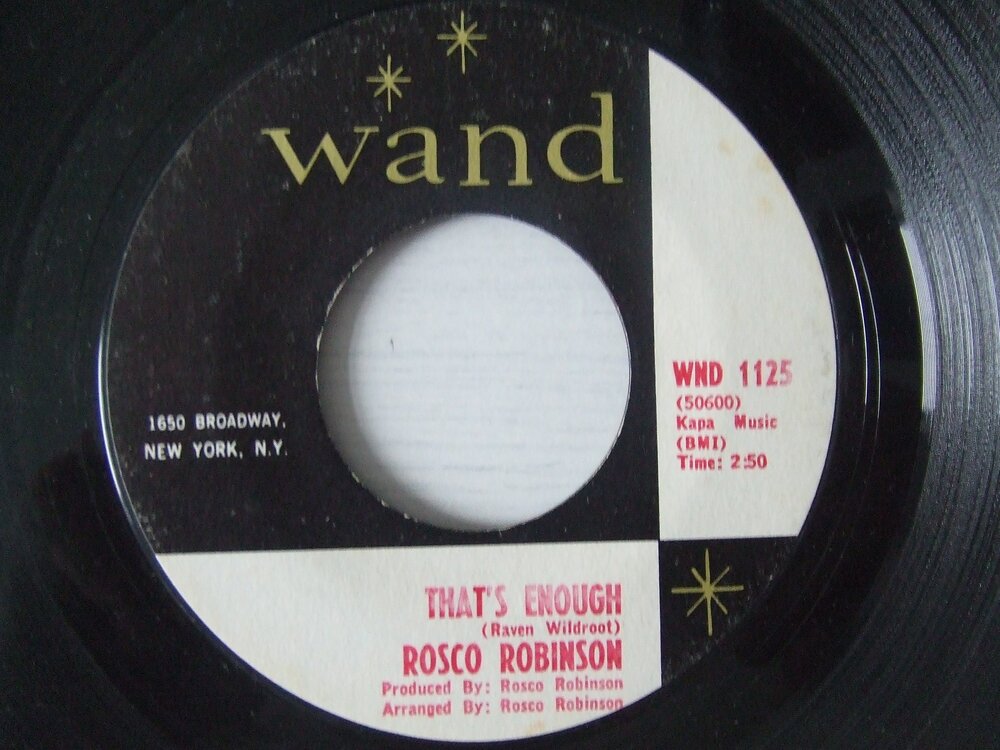 wand
1650 BROADWAY,
NEW YORK, N.Y.
WND 1125
(50600)
Kapa Music
(BMI)
Time: 2:50
THAT'S ENOUGH
(Raven Wildroot)
ROSCO ROBINSON
Produced By: Rosco Robinson
Arranged By: Rosco Robinson